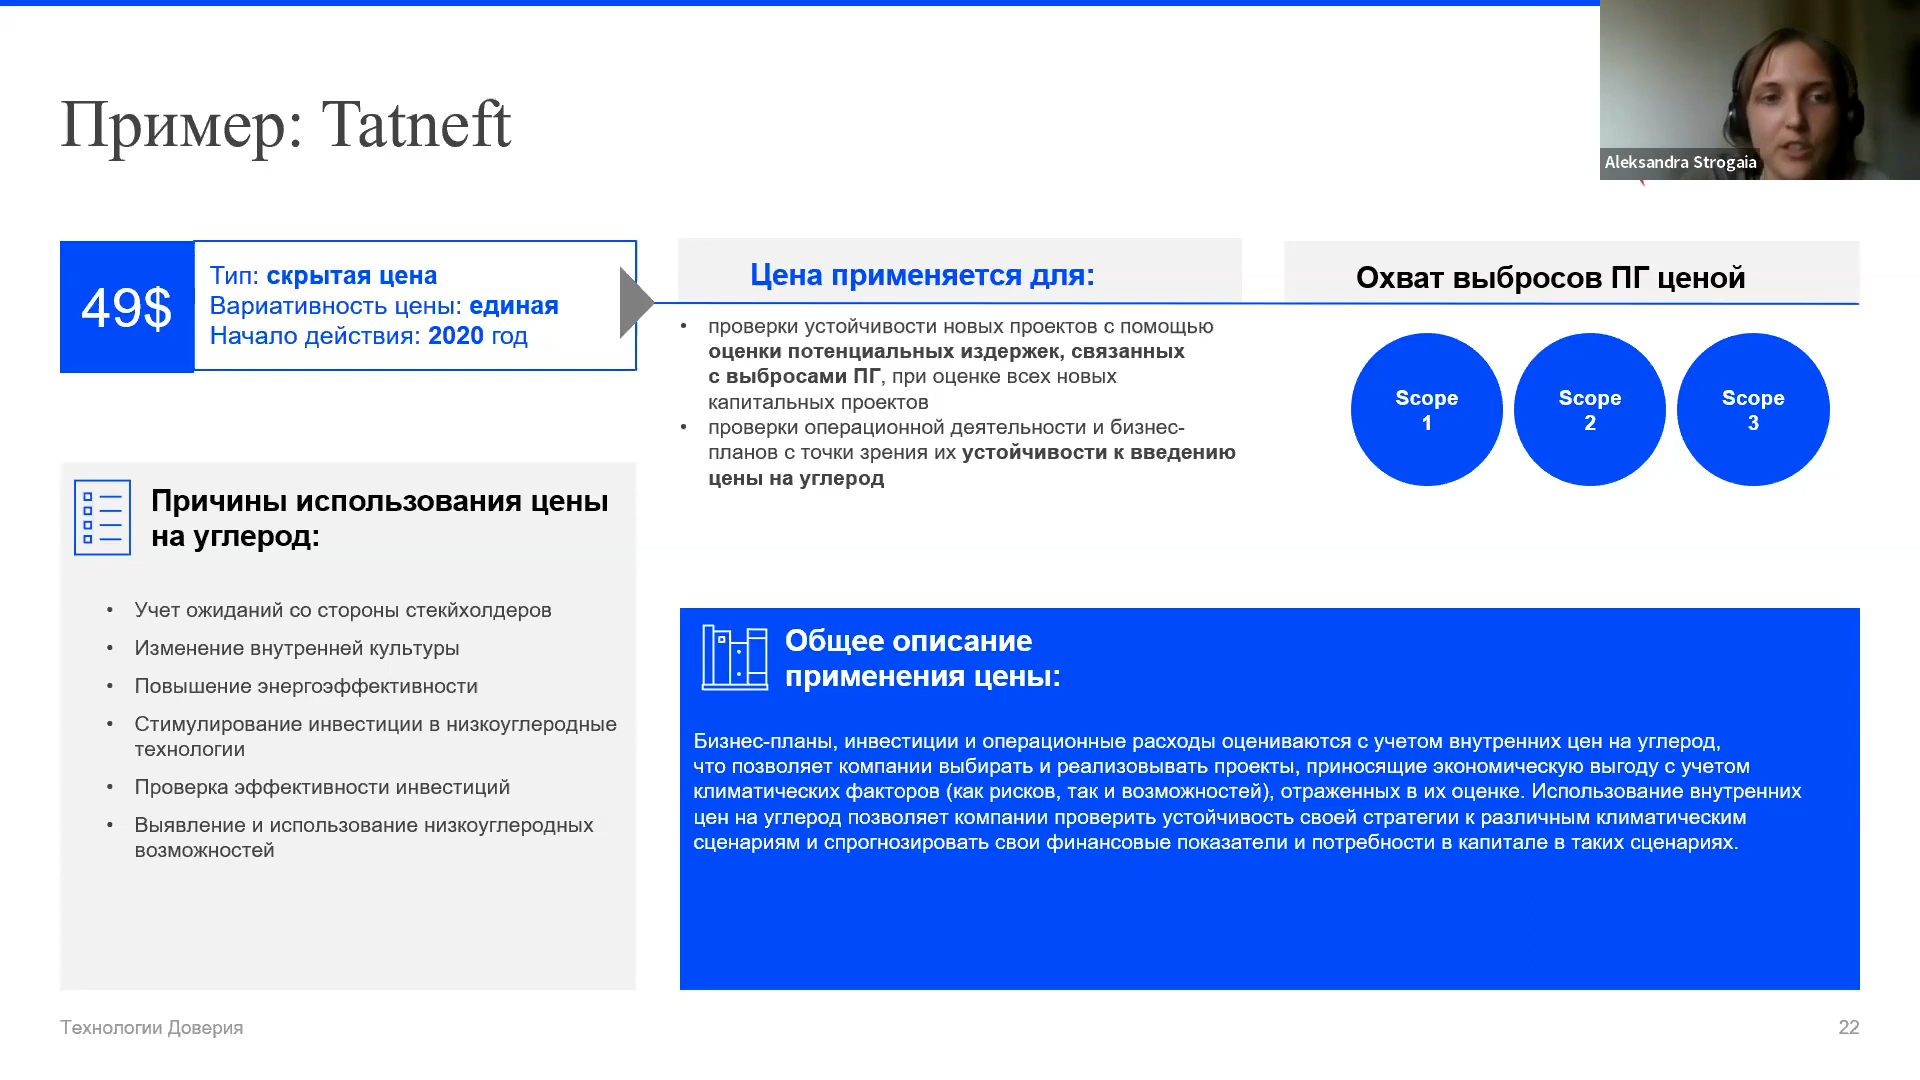 Пример: Tatneft
Aleksandra Strogaia
49$
Тип: скрытая цена
Вариативность цены: единая
Начало действия: 2020 год
Цена применяется для:
• проверки устойчивости новых проектов с помощью
оценки потенциальных издержек, связанных
с выбросами ПГ, при оценке всех новых
капитальных проектов
• проверки операционной деятельности и бизнес-
планов с точки зрения их устойчивости к введению
цены на углерод
Охват выбросов ПГ ценой
Scope
1
Scope
2
Scope
3
Причины использования цены
на углерод:
• Учет ожиданий со стороны стекйхолдеров
• Изменение внутренней культуры
• Повышение энергоэффективности
• Стимулирование инвестиции в низкоуглеродные
технологии
• Проверка эффективности инвестиций
• Выявление и использование низкоуглеродных
возможностей
Общее описание
применения цены:
Бизнес-планы, инвестиции и операционные расходы оцениваются с учетом внутренних цен на углерод,
что позволяет компании выбирать и реализовывать проекты, приносящие экономическую выгоду с учетом
климатических факторов (как рисков, так и возможностей), отраженных в их оценке. Использование внутренних
цен на углерод позволяет компании проверить устойчивость своей стратегии к различным климатическим
сценариям и спрогнозировать свои финансовые показатели и потребности в капитале в таких сценариях.
Технологии Доверия
22